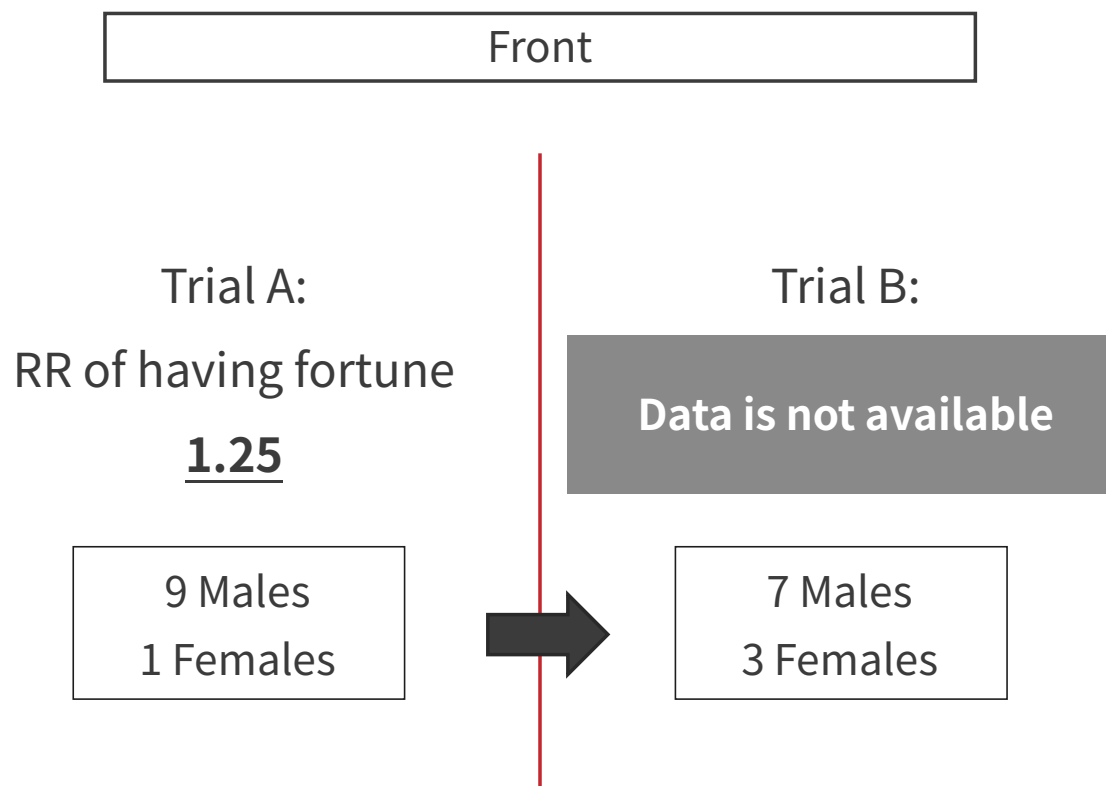 Front
Trial A:
RR of having fortune
1.25
9 Males
1 Females
Trial B:
Data is not available
7 Males
3 Females